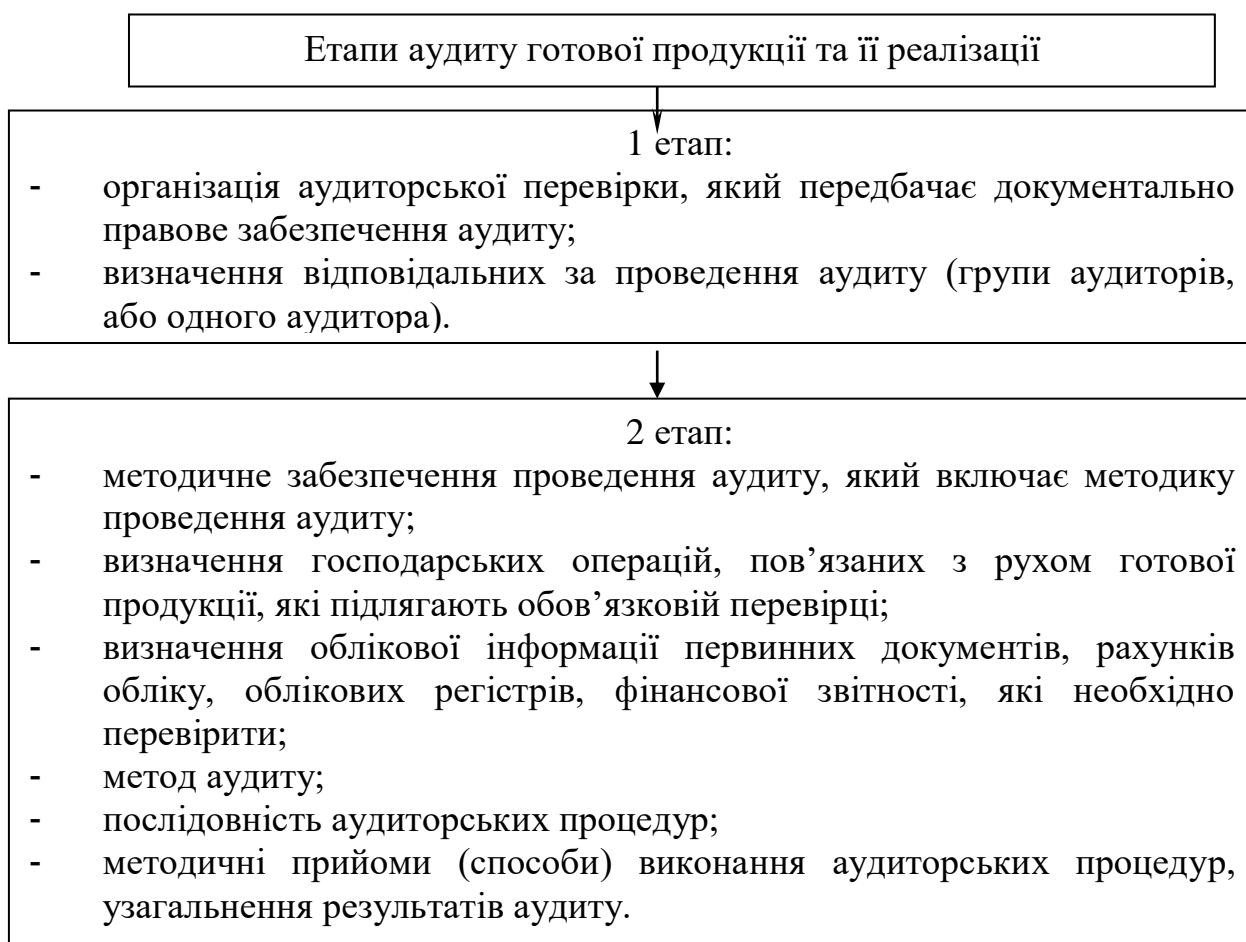 Етапи аудиту готової продукції та її реалізації
1 етап:
- організація аудиторської перевірки, який передбачає документально
правове забезпечення аудиту;
- визначення відповідальних за проведення аудиту (групи аудиторів,
або одного аудитора).
2 етап:
- методичне забезпечення проведення аудиту, який включає методику
проведення аудиту;
- визначення господарських операцій, пов’язаних з рухом готової
продукції, які підлягають обов’язковій перевірці;
- визначення облікової інформації первинних документів, рахунків
обліку, облікових регістрів, фінансової звітності, які необхідно
перевірити;
- метод аудиту;
- послідовність аудиторських процедур;
- методичні прийоми (способи) виконання аудиторських процедур,
узагальнення результатів аудиту.